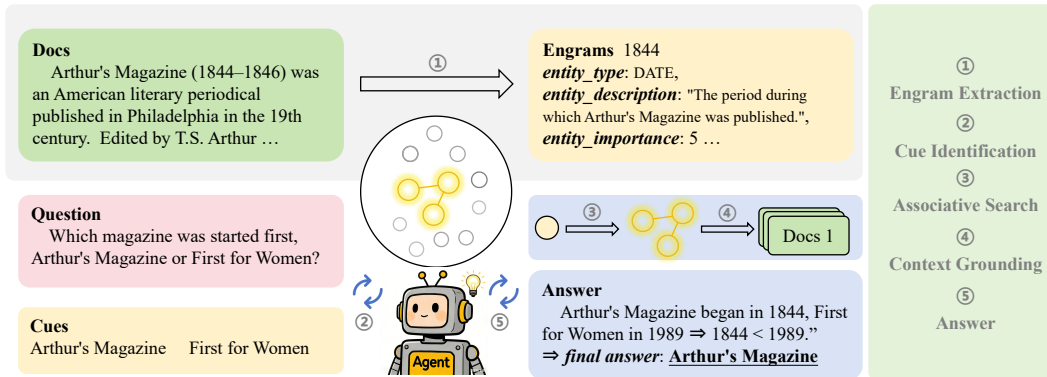 Docs
Arthur's Magazine (1844–1846) was
an American literary periodical
published in Philadelphia in the 19th
century. Edited by T.S. Arthur …
①
Engrams 1844
entity_type: DATE,
entity_description: "The period during
which Arthur's Magazine was published.",
entity_importance: 5 …
Question
Which magazine was started first,
Arthur's Magazine or First for Women?
Cues
Arthur's Magazine First for Women
②
⑤
Agent
③
④
Docs 1
Answer
Arthur's Magazine began in 1844, First
for Women in 1989 ⇒ 1844 < 1989.”
⇒ final answer: Arthur's Magazine
①
Engram Extraction
②
Cue Identification
③
Associative Search
④
Context Grounding
⑤
Answer